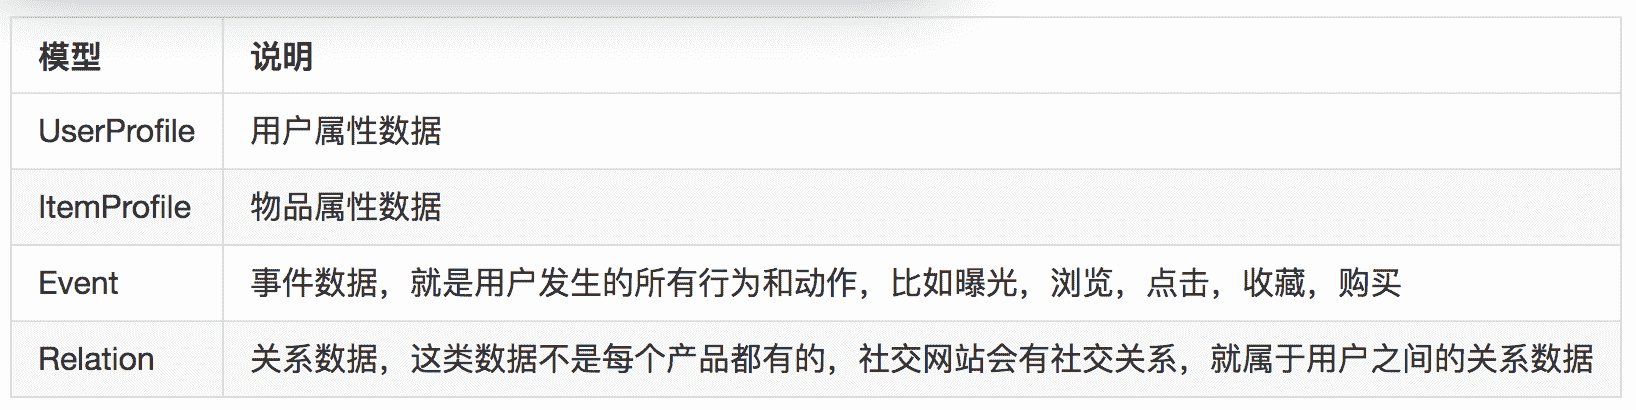 模型 说明
UserProfile 用户属性数据
ItemProfile 物品属性数据
Event 事件数据，就是用户发生的所有行为和动作，比如曝光，浏览，点击，收藏，购买
Relation 关系数据，这类数据不是每个产品都有的，社交网站会有社交关系，就属于用户之间的关系数据